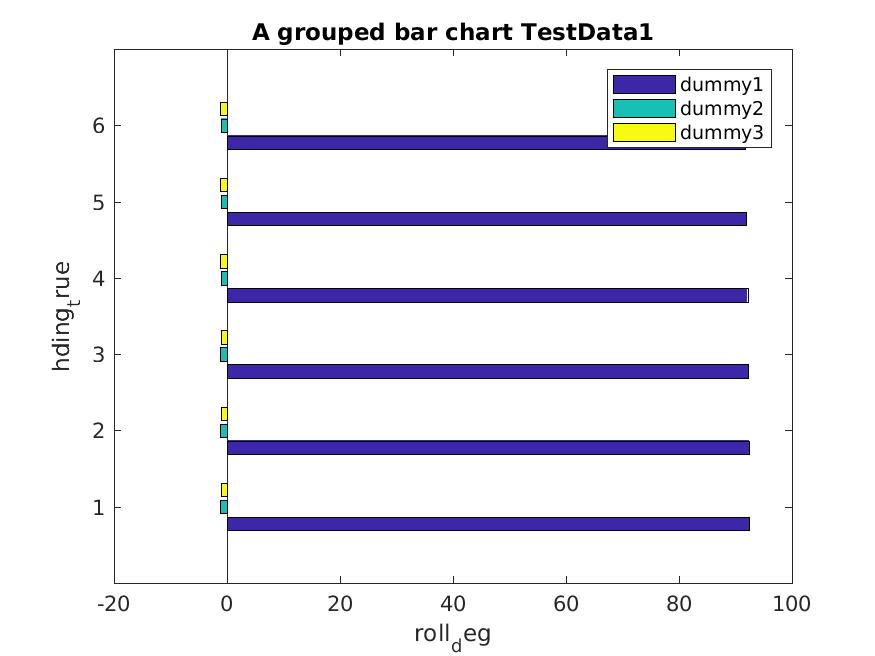 A grouped bar chart TestData1
dummy1
dummy2
dummy3
6
5
4
3
2
1
hding_true
-20 0 20 40 60 80 100
roll_deg